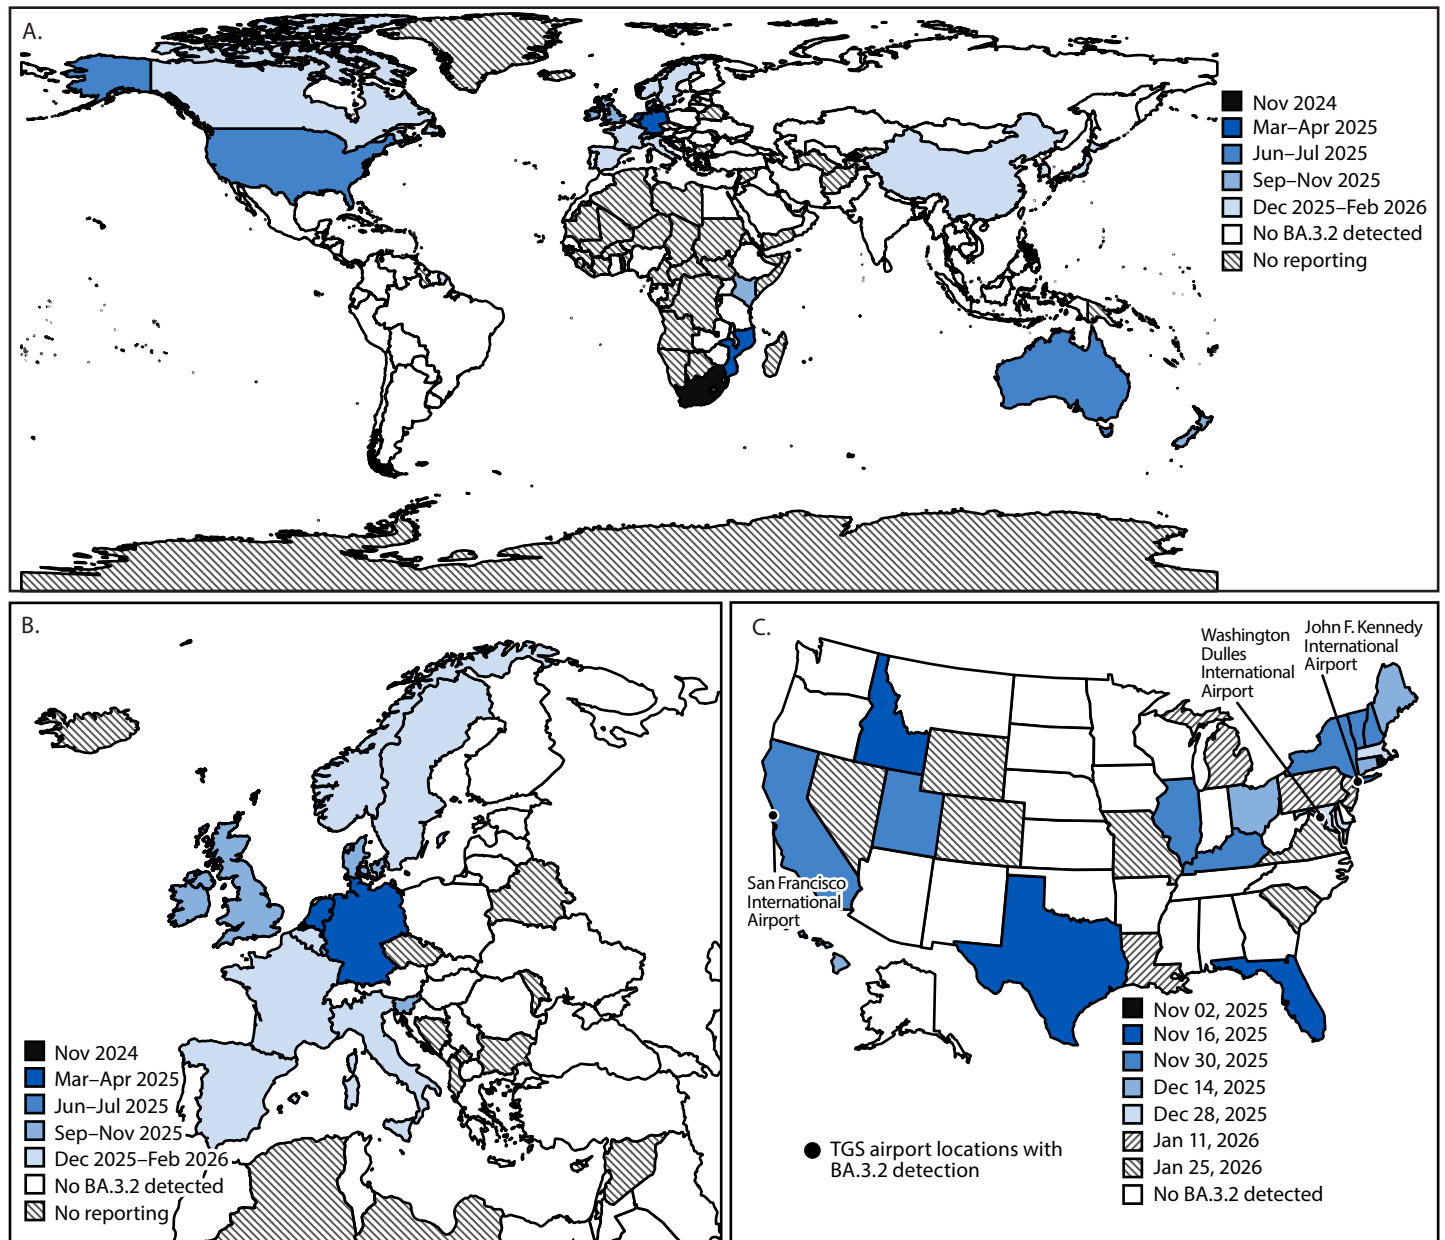 A.
Nov 2024
Mar–Apr 2025
Jun–Jul 2025
Sep–Nov 2025
Dec 2025–Feb 2026
No BA.3.2 detected
No reporting
B.
Nov 2024
Mar–Apr 2025
Jun–Jul 2025
Sep–Nov 2025
Dec 2025–Feb 2026
No BA.3.2 detected
No reporting
C.
Washington
Dulles
International
Airport
John F. Kennedy
International
Airport
San Francisco
International
Airport
Nov 02, 2025
Nov 16, 2025
Nov 30, 2025
Dec 14, 2025
Dec 28, 2025
Jan 11, 2026
Jan 25, 2026
No BA.3.2 detected
TGS airport locations with
BA.3.2 detection